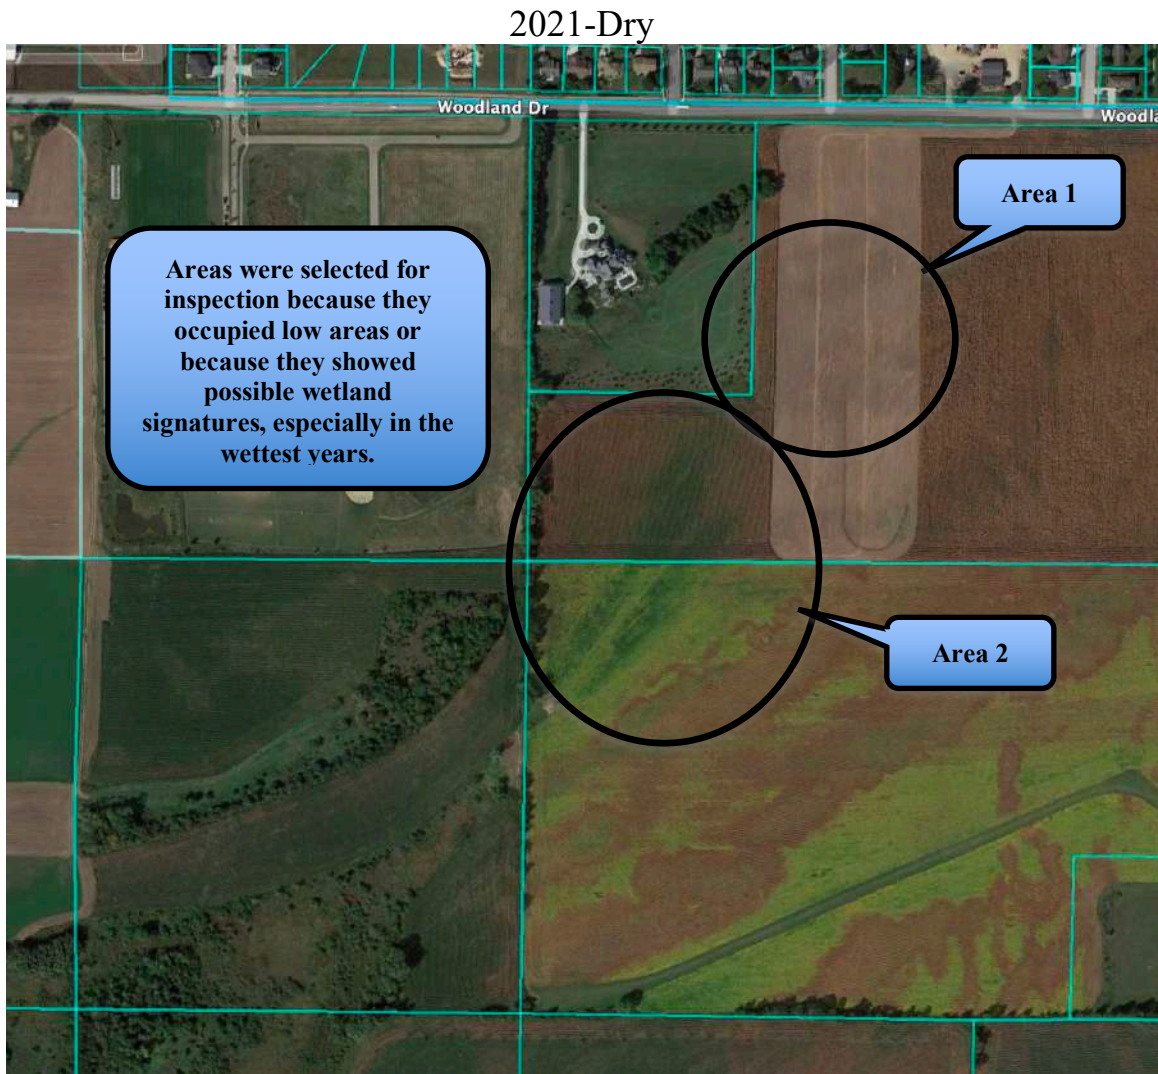 2021-Dry
Woodland Dr
Woodla
Area 1
Areas were selected for
inspection because they
occupied low areas or
because they showed
possible wetland
signatures, especially in the
wettest years.
Area 2